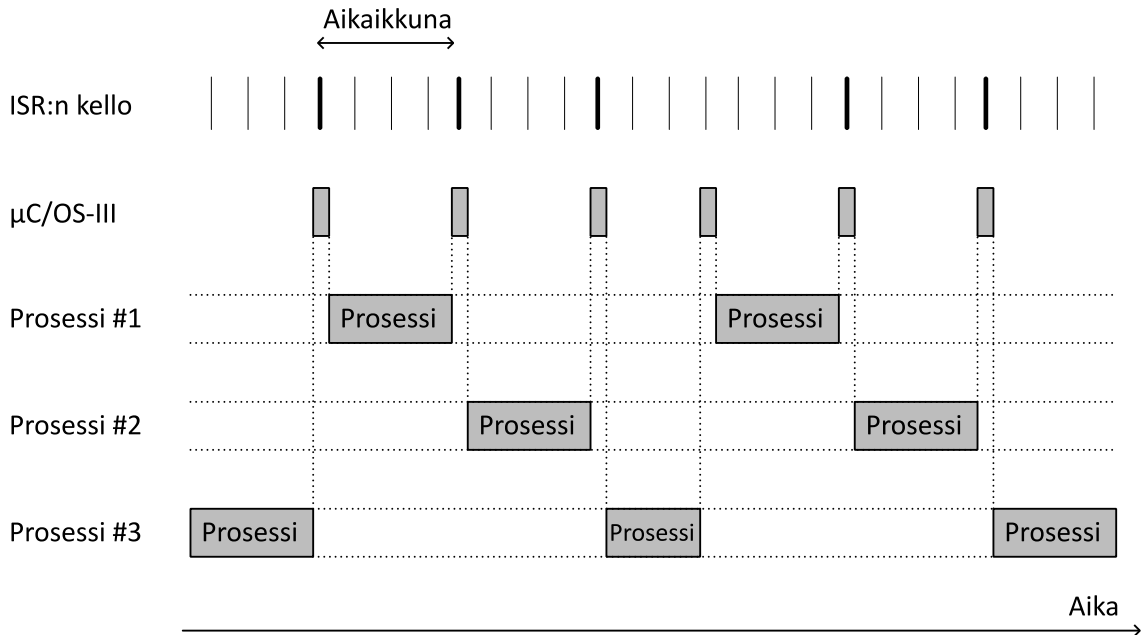 Aikaikkuna
ISR:n kello
µC/OS-III
Prosessi #1
Prosessi
Prosessi
Prosessi #2
Prosessi
Prosessi
Prosessi #3
Prosessi
Prosessi
Prosessi
Aika